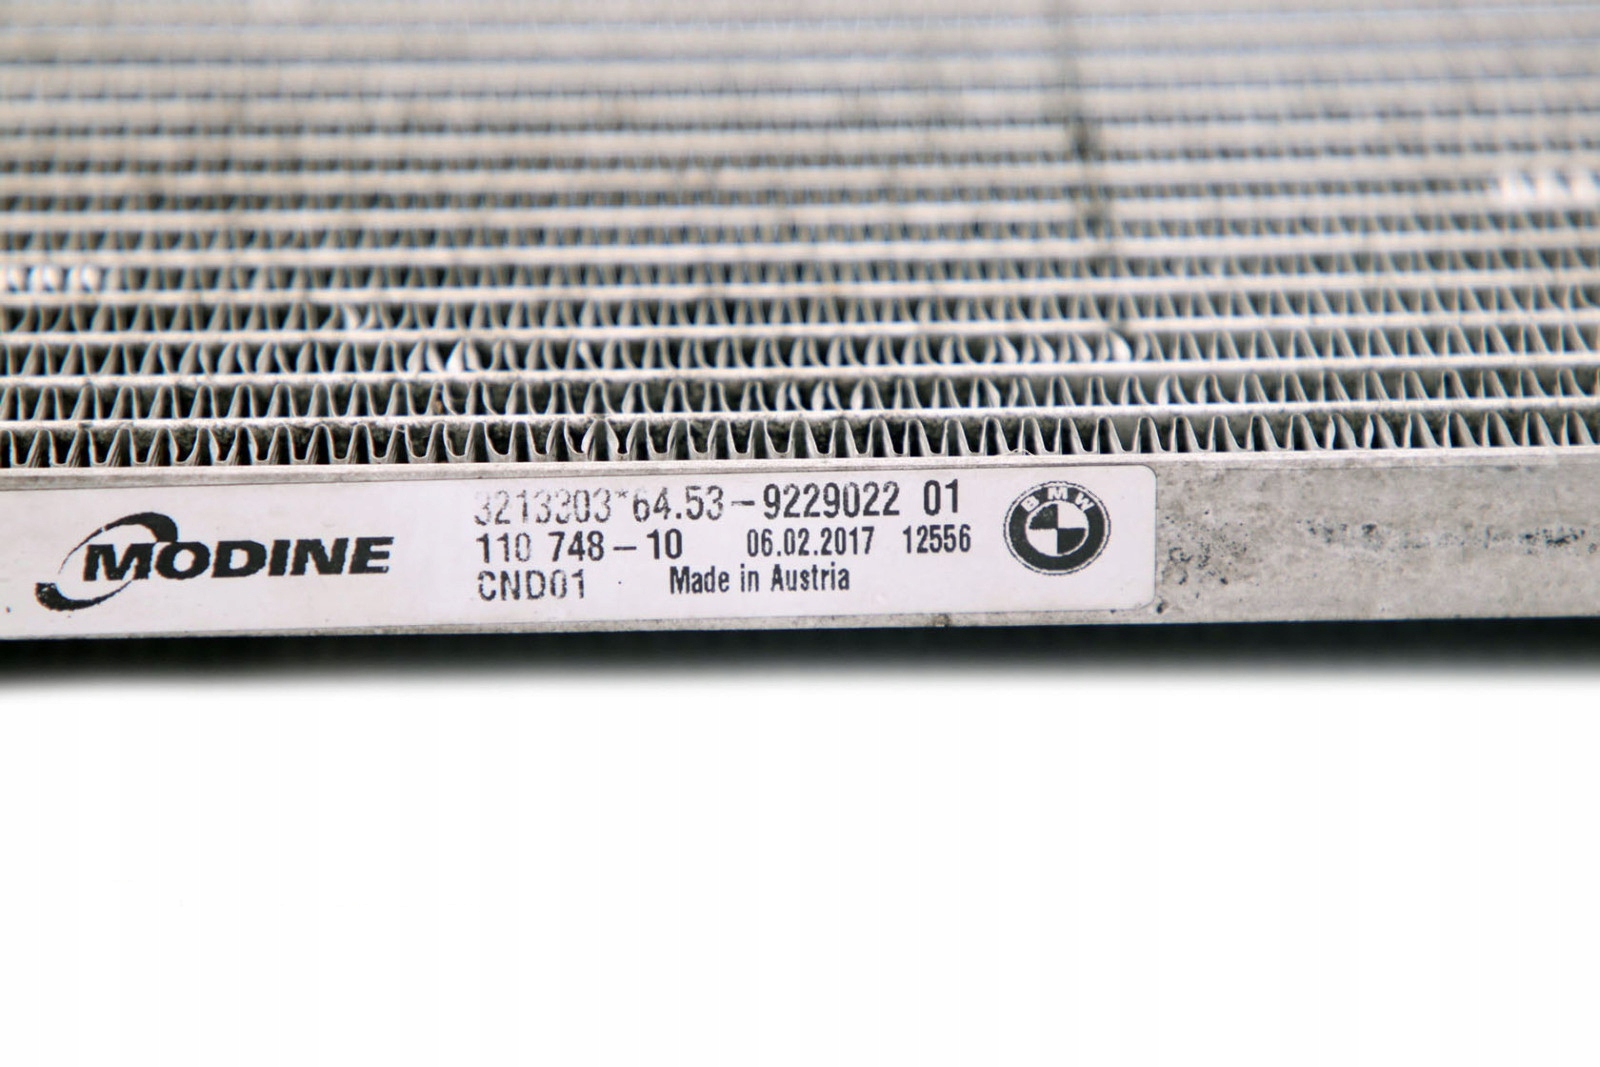 MODINE
3213303*64.53-9229022 01
110 748-10 06.02.2017 12556
CND01 Made in Austria
BMW